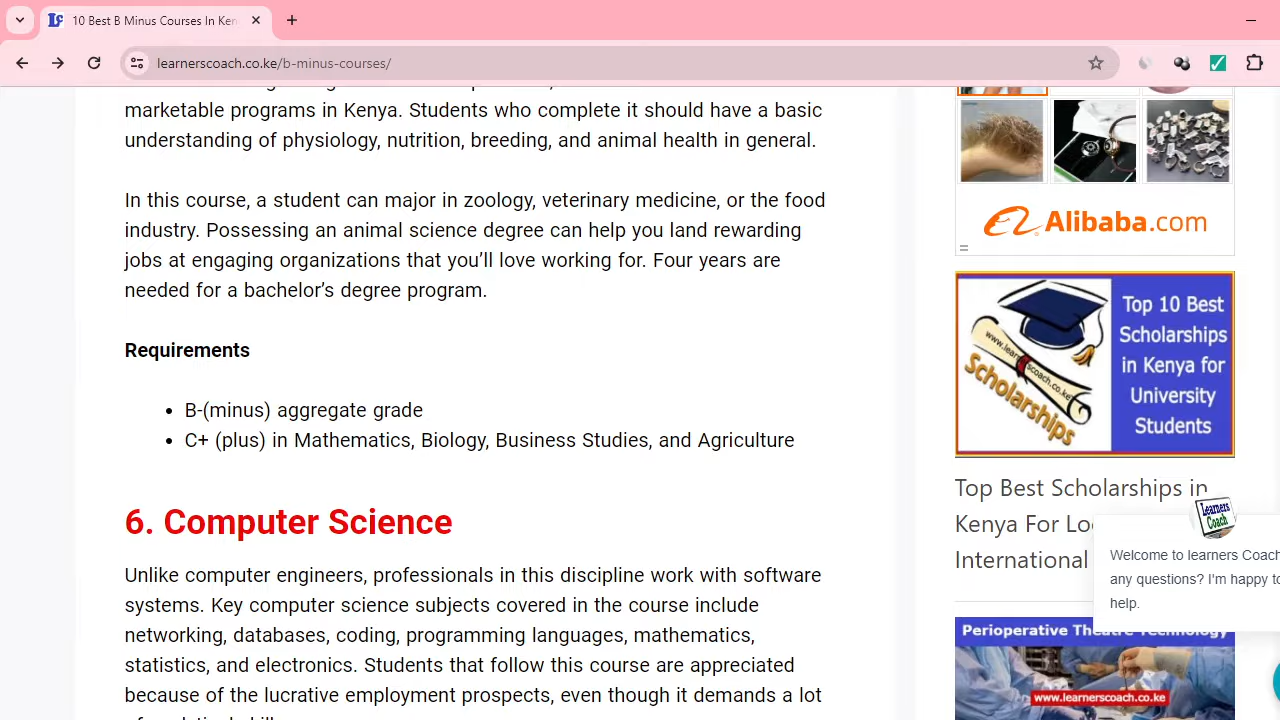 10 Best B Minus Courses In Ken
learnerscoach.co.ke/b-minus-courses/
marketable programs in Kenya. Students who complete it should have a basic
understanding of physiology, nutrition, breeding, and animal health in general.
In this course, a student can major in zoology, veterinary medicine, or the food
industry. Possessing an animal science degree can help you land rewarding
jobs at engaging organizations that you’ll love working for. Four years are
needed for a bachelor’s degree program.
Requirements
• B-(minus) aggregate grade
• C+ (plus) in Mathematics, Biology, Business Studies, and Agriculture
6. Computer Science
Unlike computer engineers, professionals in this discipline work with software
systems. Key computer science subjects covered in the course include
networking, databases, coding, programming languages, mathematics,
statistics, and electronics. Students that follow this course are appreciated
because of the lucrative employment prospects, even though it demands a lot
Alibaba.com
Top 10 Best
Scholarships
in Kenya for
University
Students
Scholarships
Top Best Scholarships in
Kenya For Lo
International
Learners
Coach
Welcome to learners Coach
any questions? I'm happy to
help.
Perioperative Theatre Technology
www.learnerscoach.co.ke